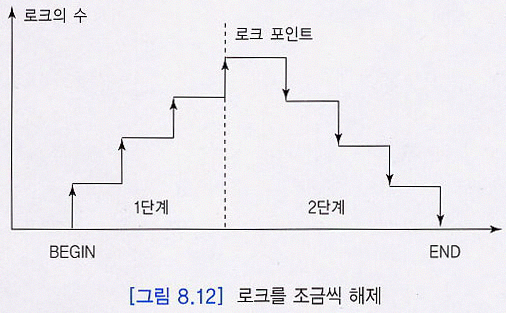 로크의 수
로크 포인트
1단계
2단계
BEGIN
END
[그림 8.12] 로크를 조금씩 해제